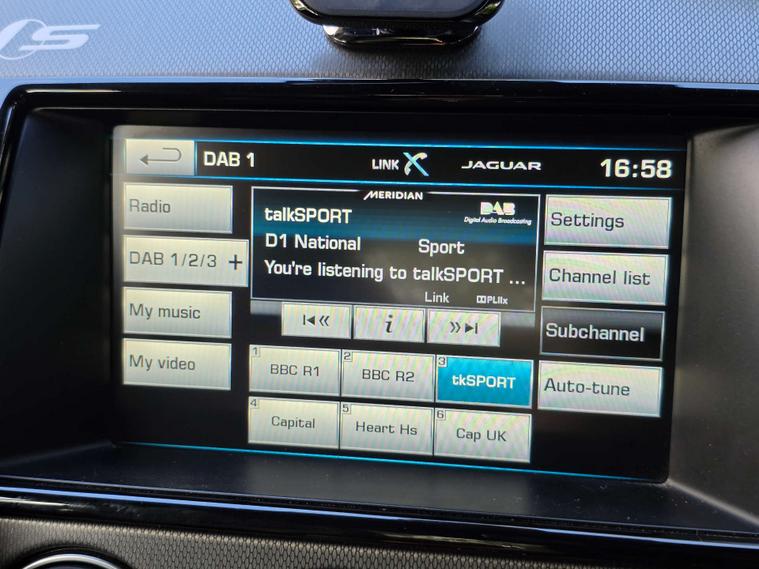 S
DAB 1
LINK
JAGUAR
16:58
Radio
DAB 1/2/3 +
My music
My video
MERIDIAN
talkSPORT
DAB
Digital Audio Broadcasting
D1 National
Sport
You're listening to talkSPORT ...
Link
PLIIx
i
1
BBC R1
2
BBC R2
3
tkSPORT
4
Capital
5
Heart Hs
6
Cap UK
Settings
Channel list
Subchannel
Auto-tune